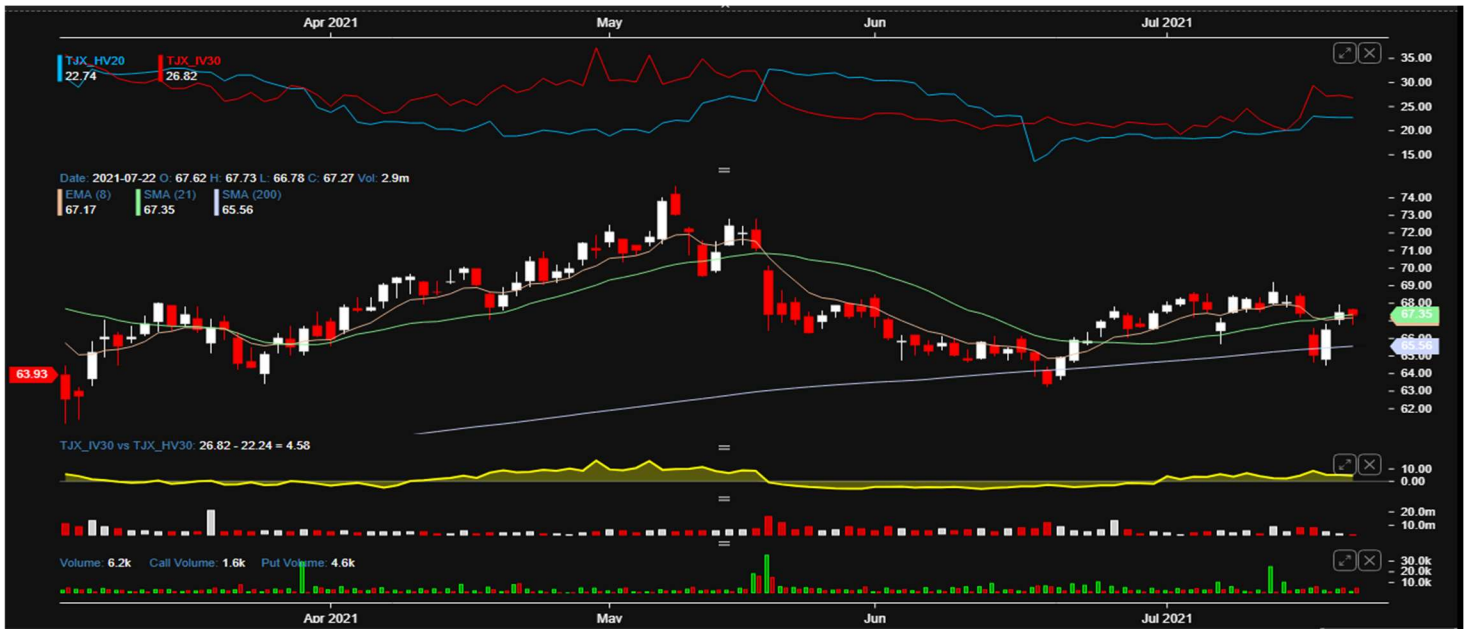 Apr 2021 May Jun Jul 2021
TJX_HV20 TJX_IV30
22.74 26.82
35.00
30.00
25.00
20.00
15.00
Date: 2021-07-22 O: 67.62 H: 67.73 L: 66.78 C: 67.27 Vol: 2.9m
EMA (8) SMA (21) SMA (200)
67.17 67.35 65.56
74.00
73.00
72.00
71.00
70.00
69.00
68.00
67.35
66.00
65.56
65.00
63.93
64.00
63.00
62.00
TJX_IV30 vs TJX_HV30: 26.82 - 22.24 = 4.58
10.00
0.00
20.0m
10.0m
Volume: 6.2k Call Volume: 1.6k Put Volume: 4.6k
30.0k
20.0k
10.0k
Apr 2021 May Jun Jul 2021